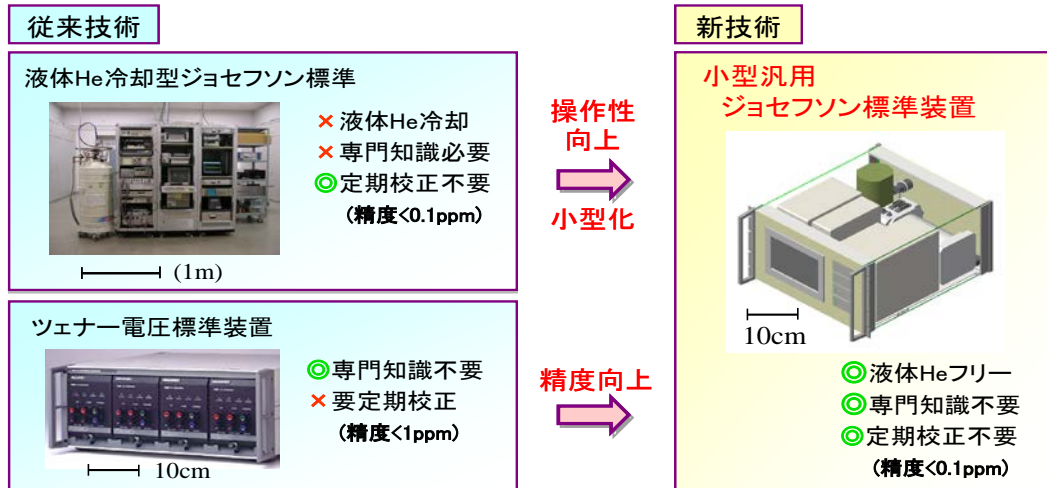 従来技術
液体He冷却型ジョセフソン標準
×液体He冷却
×専門知識必要
◎定期校正不要
(精度<0.1ppm)
(1m)
ツェナー電圧標準装置
◎専門知識不要
×要定期校正
(精度<1ppm)
10cm
操作性
向上
小型化
精度向上
新技術
小型汎用
ジョセフソン標準装置
10cm
◎液体Heフリー
◎専門知識不要
◎定期校正不要
(精度<0.1ppm)